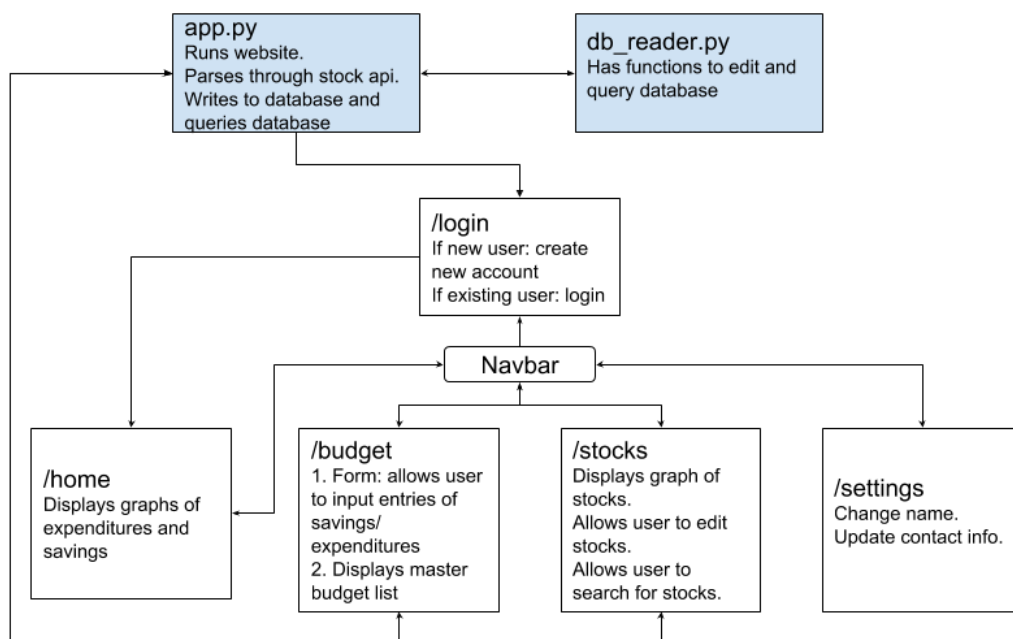 app.py
Runs website.
Parses through stock api.
Writes to database and
queries database
db_reader.py
Has functions to edit and
query database
/login
If new user: create
new account
If existing user: login
Navbar
/home
Displays graphs of
expenditures and
savings
/budget
1. Form: allows user
to input entries of
savings/
expenditures
2. Displays master
budget list
/stocks
Displays graph of
stocks.
Allows user to edit
stocks.
Allows user to
search for stocks.
/settings
Change name.
Update contact info.